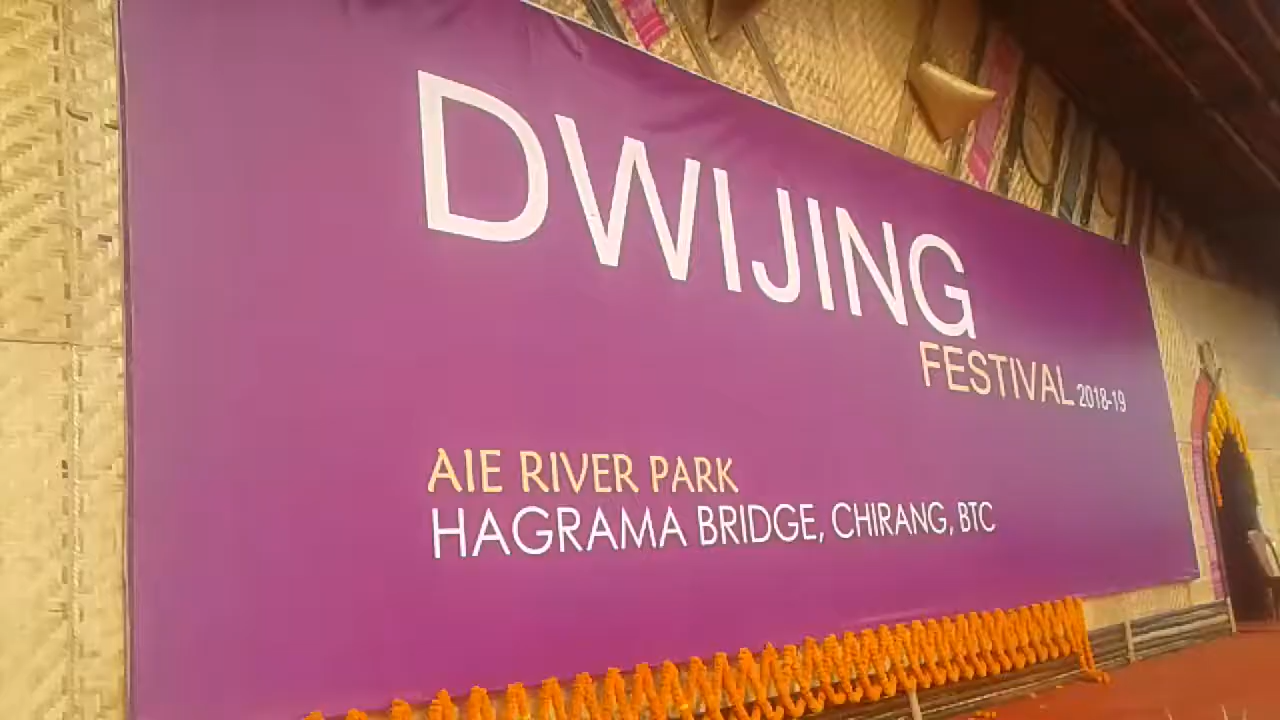 DWIJING
FESTIVAL 2018-19
AIE RIVER PARK
HAGRAMA BRIDGE, CHIRANG, BTC